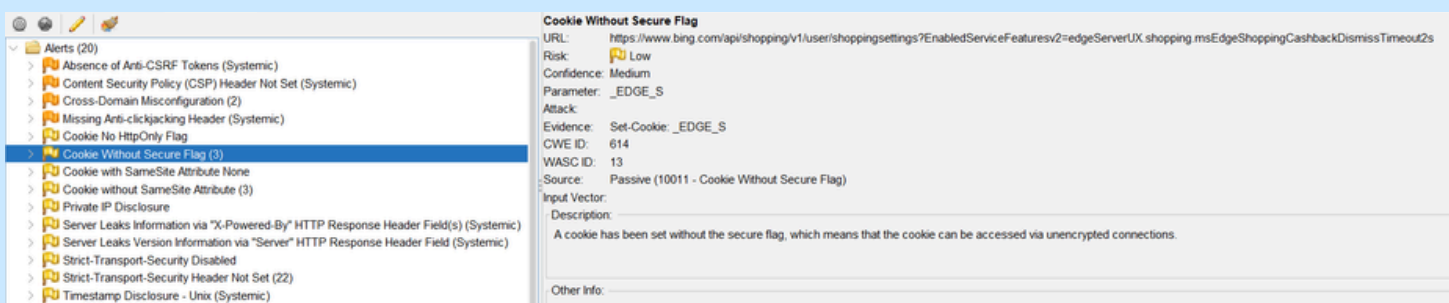 Alerts (20)
Absence of Anti-CSRF Tokens (Systemic)
Content Security Policy (CSP) Header Not Set (Systemic)
Cross-Domain Misconfiguration (2)
Missing Anti-clickjacking Header (Systemic)
Cookie No HttpOnly Flag
Cookie Without Secure Flag (3)
Cookie with SameSite Attribute None
Cookie without SameSite Attribute (3)
Private IP Disclosure
Server Leaks Information via "X-Powered-By" HTTP Response Header Field(s) (Systemic)
Server Leaks Version Information via "Server" HTTP Response Header Field (Systemic)
Strict-Transport-Security Disabled
Strict-Transport-Security Header Not Set (22)
Timestamp Disclosure - Unix (Systemic)
Cookie Without Secure Flag
URL: https://www.bing.com/api/shopping/v1/user/shoppingsettings?EnabledServiceFeaturesv2=edgeServerUX.shopping.msEdgeShoppingCashbackDismissTimeout2s
Risk: Low
Confidence: Medium
Parameter: _EDGE_S
Attack:
Evidence: Set-Cookie: _EDGE_S
CWE ID: 614
WASC ID: 13
Source: Passive (10011 - Cookie Without Secure Flag)
Input Vector:
Description:
A cookie has been set without the secure flag, which means that the cookie can be accessed via unencrypted connections.
Other Info: